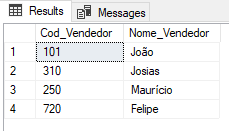 Results Messages
Cod_Vendedor Nome_Vendedor
1 101 João
2 310 Josias
3 250 Maurício
4 720 Felipe